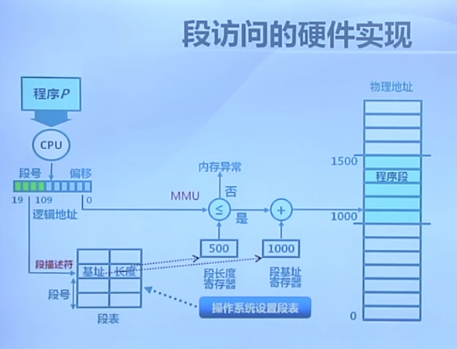 段访问的硬件实现
程序P
CPU
段号
偏移
19
109
0
逻辑地址
MMU
内存异常
否
≤
是
+
物理地址
1500
程序段
1000
0
500
1000
段长度
寄存器
段基址
寄存器
段描述符
基址
长度
段号
段表
操作系统设置段表